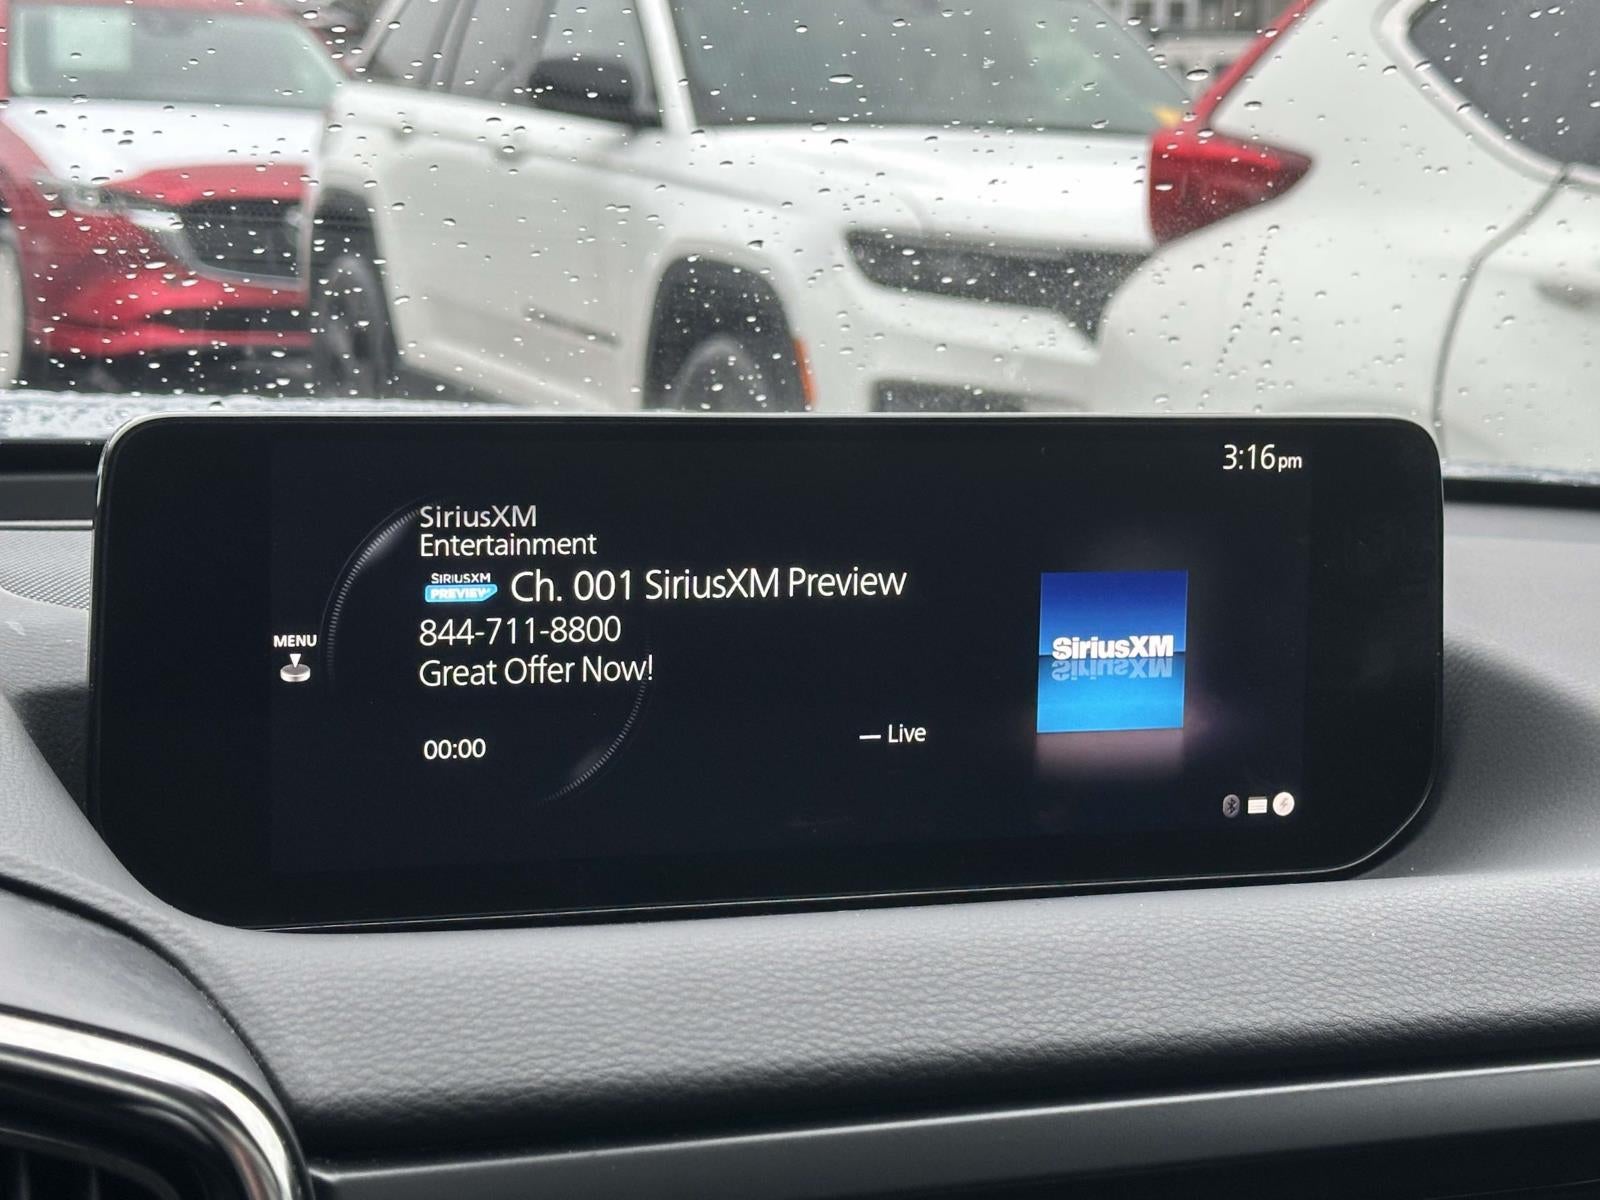 3:16pm
SiriusXM
Entertainment
SIRIUSXM
PREVIEW
Ch. 001 SiriusXM Preview
844-711-8800
Great Offer Now!
MENU
SiriusXM
00:00
— Live